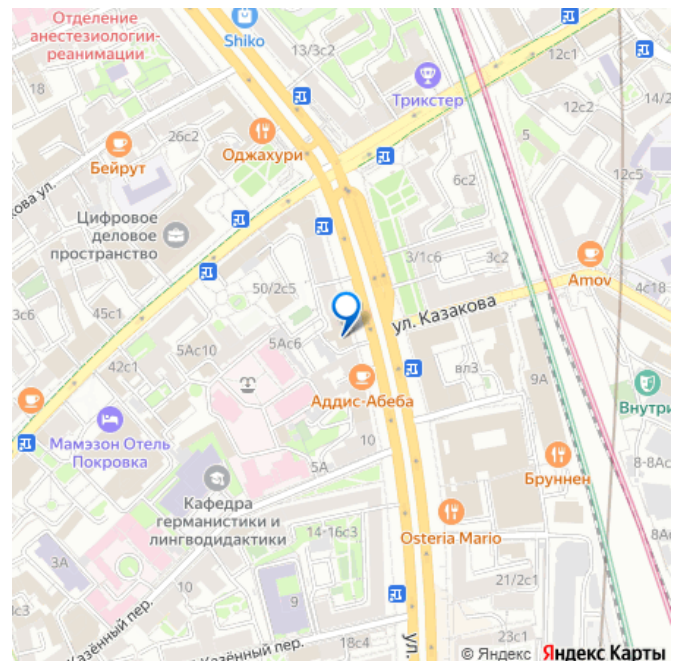 Отделение
анестезиологии-
реанимации
Shiko
13/3с2
12с1
18
Трикстер
12с2
14/2
26с2
Оджахури
5
Бейрут
12с5
6с2
кова ул.
Цифровое
деловое
пространство
3/1с6
3с2
Amov
50/2с5
4с18
3с6
45с1
ул. Казакова
5Ас10
5Ас6
42с1
вл3
9А
Аддис-Абеба
Внутри
Мамэзон Отель
Покровка
10
5А
8-8Ас
Бруннен
Кафедра
германистики и
лингводидактики
14-16с3
Osteria Mario
8Ас
3А
10
9
21/2с1
Казённый пер.
Казённый пер.
18с4
ул.
23с1
© Яндекс Яндекс Карты